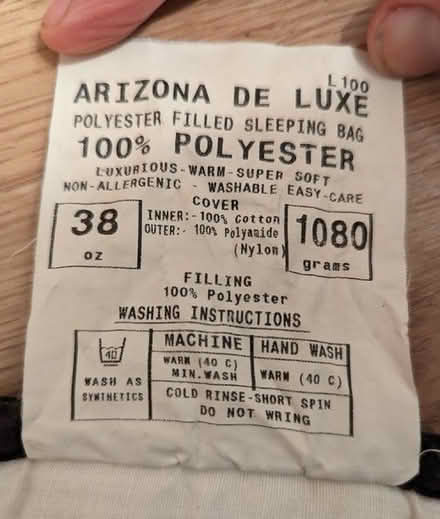 L100
ARIZONA DE LUXE
POLYESTER FILLED SLEEPING BAG
100% POLYESTER
LUXURIOUS-WARM-SUPER SOFT
NON-ALLERGENIC - WASHABLE EASY-CARE
COVER
38
oz
INNER:-100% Cotton
OUTER:- 100% Polyamide
(Nylon)
1080
grams
FILLING
100% Polyester
WASHING INSTRUCTIONS
40
WASH AS
SYNTHETICS
MACHINE
WARM (40 C)
MIN.WASH
HAND WASH
WARM (40 C)
COLD RINSE-SHORT SPIN
DO NOT WRING